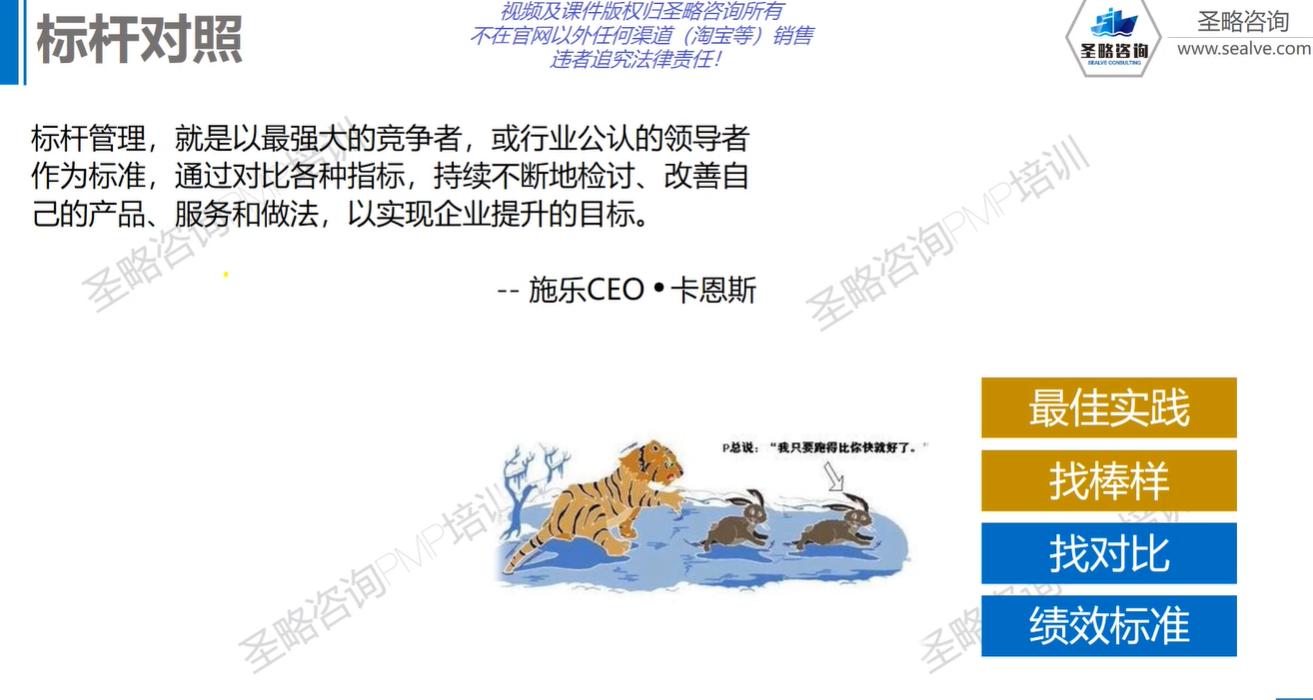 标杆对照
视频及课件版权归圣略咨询所有
不在官网以外任何渠道（淘宝等）销售
违者追究法律责任！
圣略咨询
SEALVE CONSULTING
圣略咨询
www.sealve.com
标杆管理，就是以最强大的竞争者，或行业公认的领导者
作为标准，通过对比各种指标，持续不断地检讨、改善自
己的产品、服务和做法，以实现企业提升的目标。
-- 施乐CEO•卡恩斯
圣略咨询PMP培训
圣略咨询PMP培训
P总说：“我只要跑得比你快就好了。”
最佳实践
找棒样
找对比
绩效标准
圣略咨询PMP培训
圣略咨询PMP培训